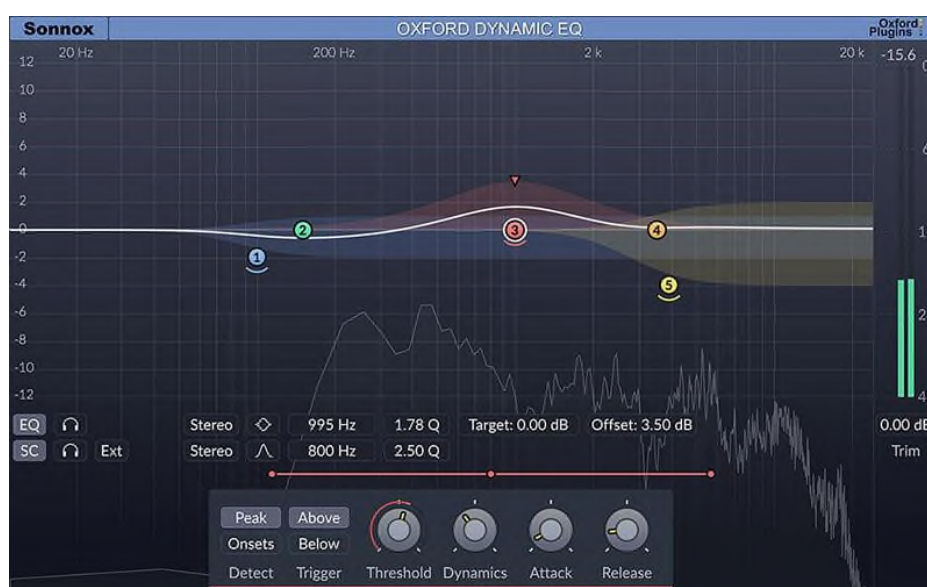 Sonnox OXFORD DYNAMIC EQ Oxford Plugins
20 Hz 200 Hz 2 k 20 k -15.6
12
10
8
6
4
2
0
-2
-4
-6
-8
-10
-12
1
2
3
4
5
EQ Stereo 995 Hz 1.78 Q Target: 0.00 dB Offset: 3.50 dB 0.00 dB
SC Ext Stereo 800 Hz 2.50 Q Trim
Peak Above
Onsets Below
Detect Trigger Threshold Dynamics Attack Release